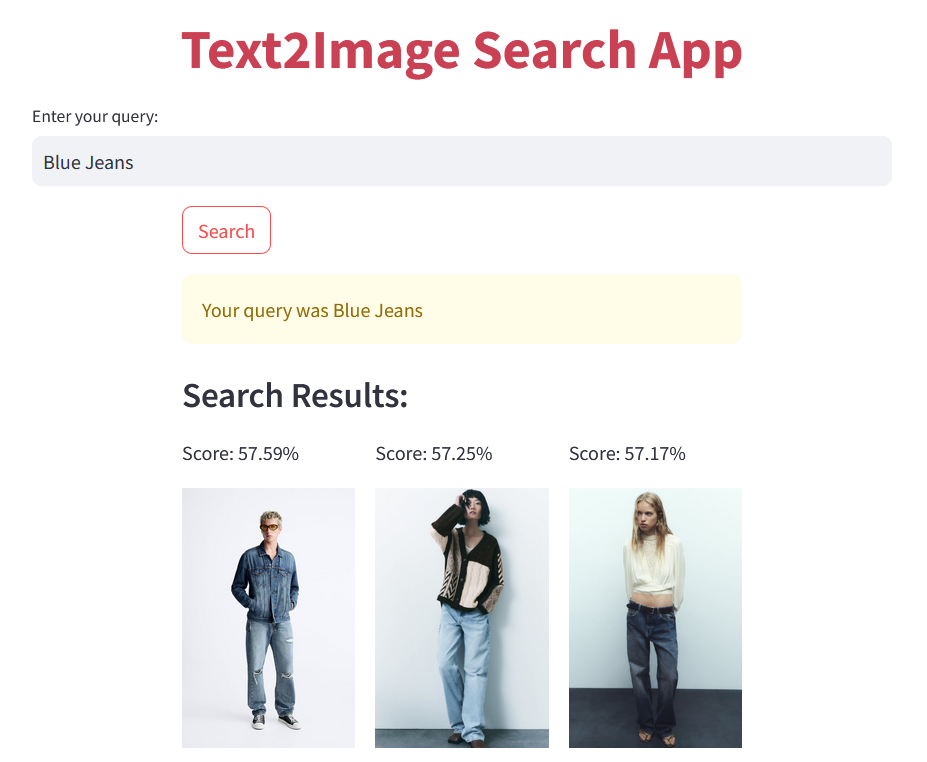 Text2Image Search App
Enter your query:
Blue Jeans
Search
Your query was Blue Jeans
Search Results:
Score: 57.59% Score: 57.25% Score: 57.17%